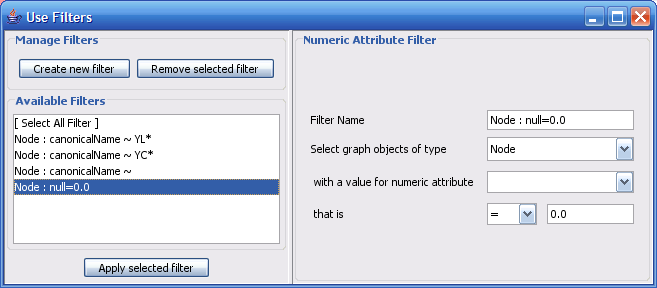 Use Filters
Manage Filters
Create new filter Remove selected filter
Available Filters
[ Select All Filter ]
Node : canonicalName ~ YL*
Node : canonicalName ~ YC*
Node : canonicalName ~
Node : null=0.0
Apply selected filter
Numeric Attribute Filter
Filter Name Node : null=0.0
Select graph objects of type Node
with a value for numeric attribute
that is = 0.0